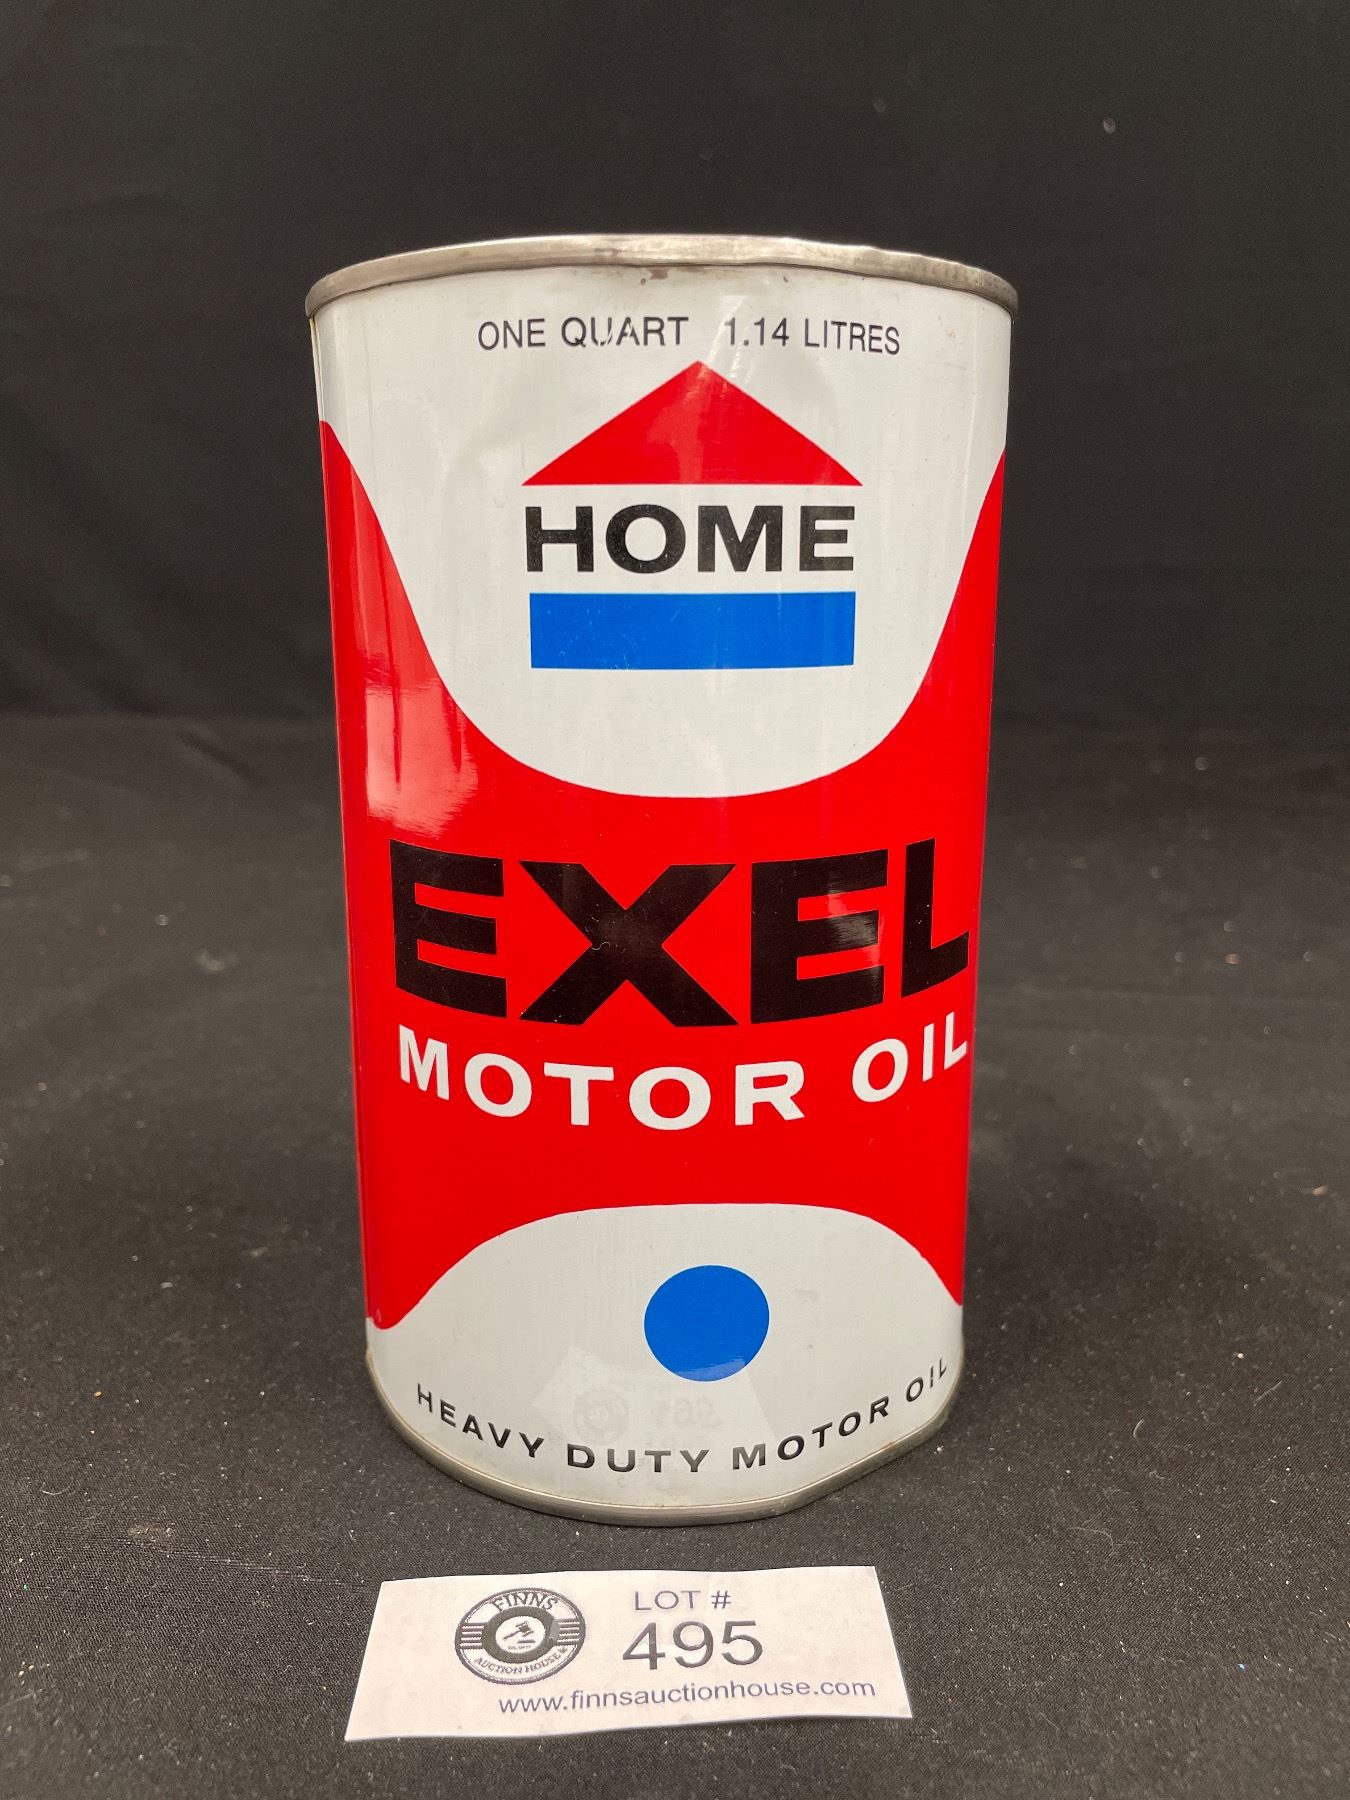 ONE QUART 1.14 LITRES
HOME
EXEL
MOTOR OIL
HEAVY DUTY MOTOR OIL
FINNS
AUCTION HOUSE
LOT #
495
www.finnsauctionhouse.com